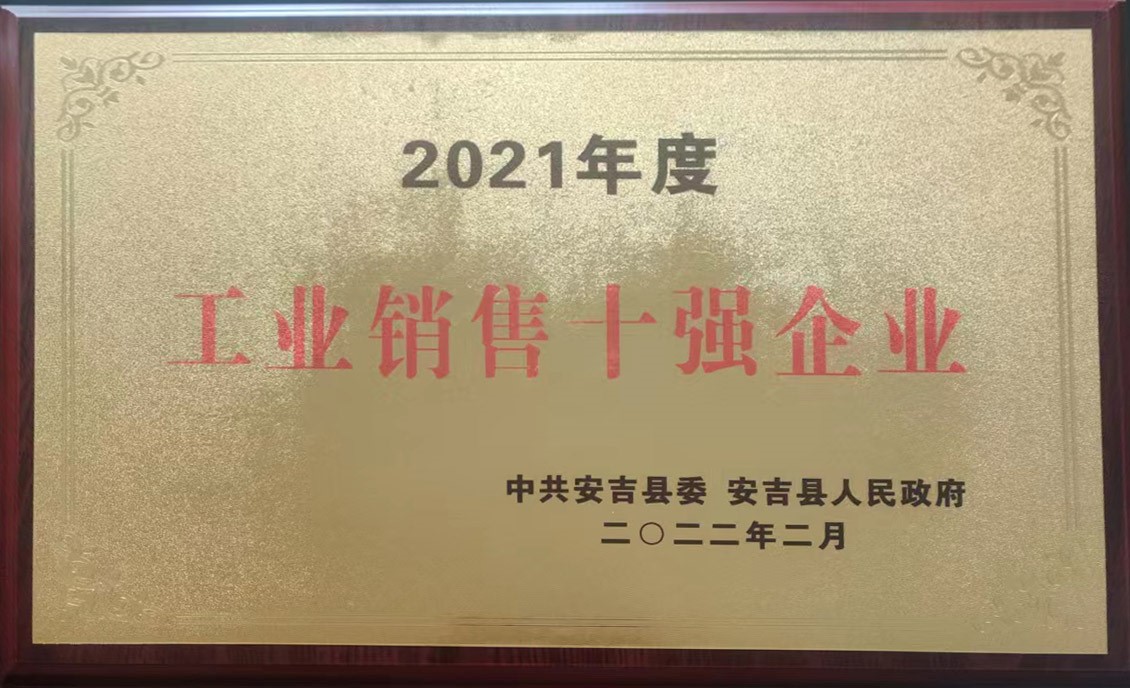 2021年度
工业销售十强企业
中共安吉县委 安吉县人民政府
二〇二二年二月